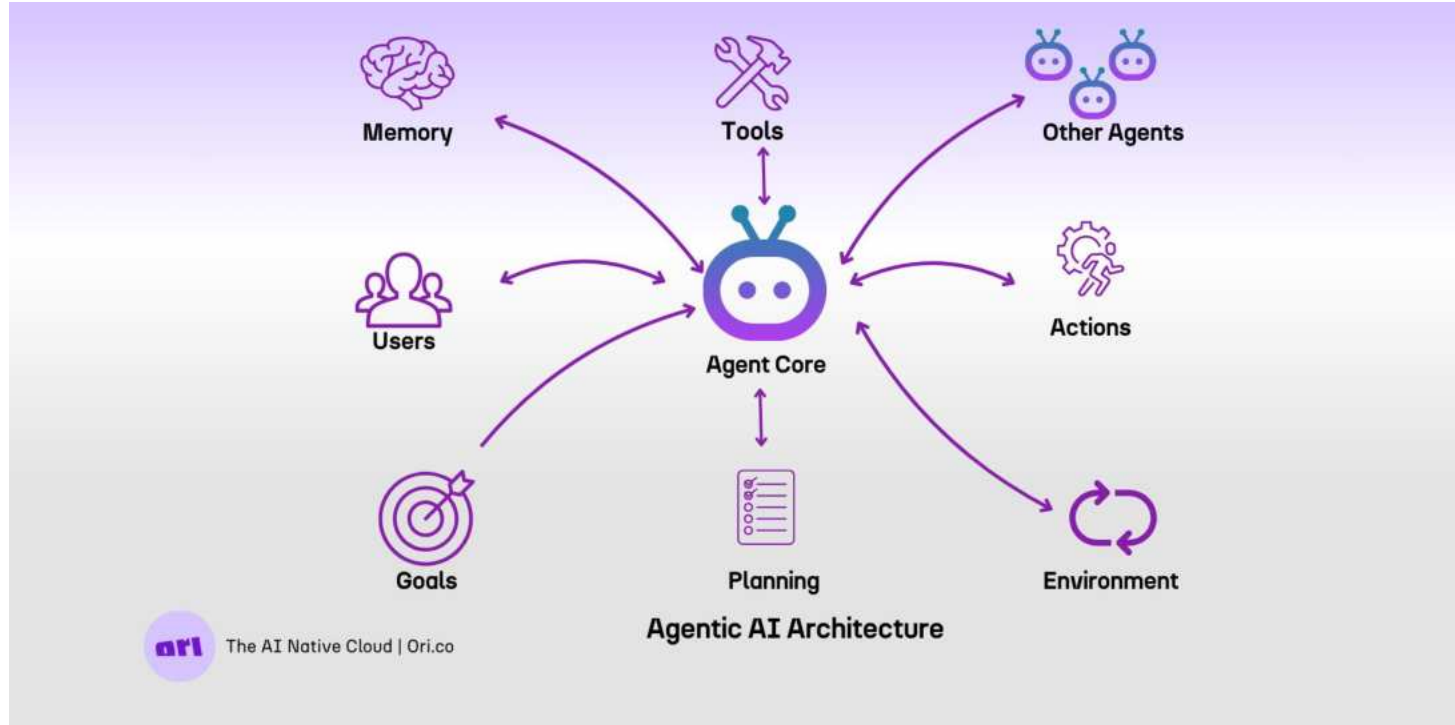 Memory
Tools
Other Agents
Users
Agent Core
Actions
Goals
Planning
Environment
Agentic AI Architecture
ori The AI Native Cloud | Ori.co